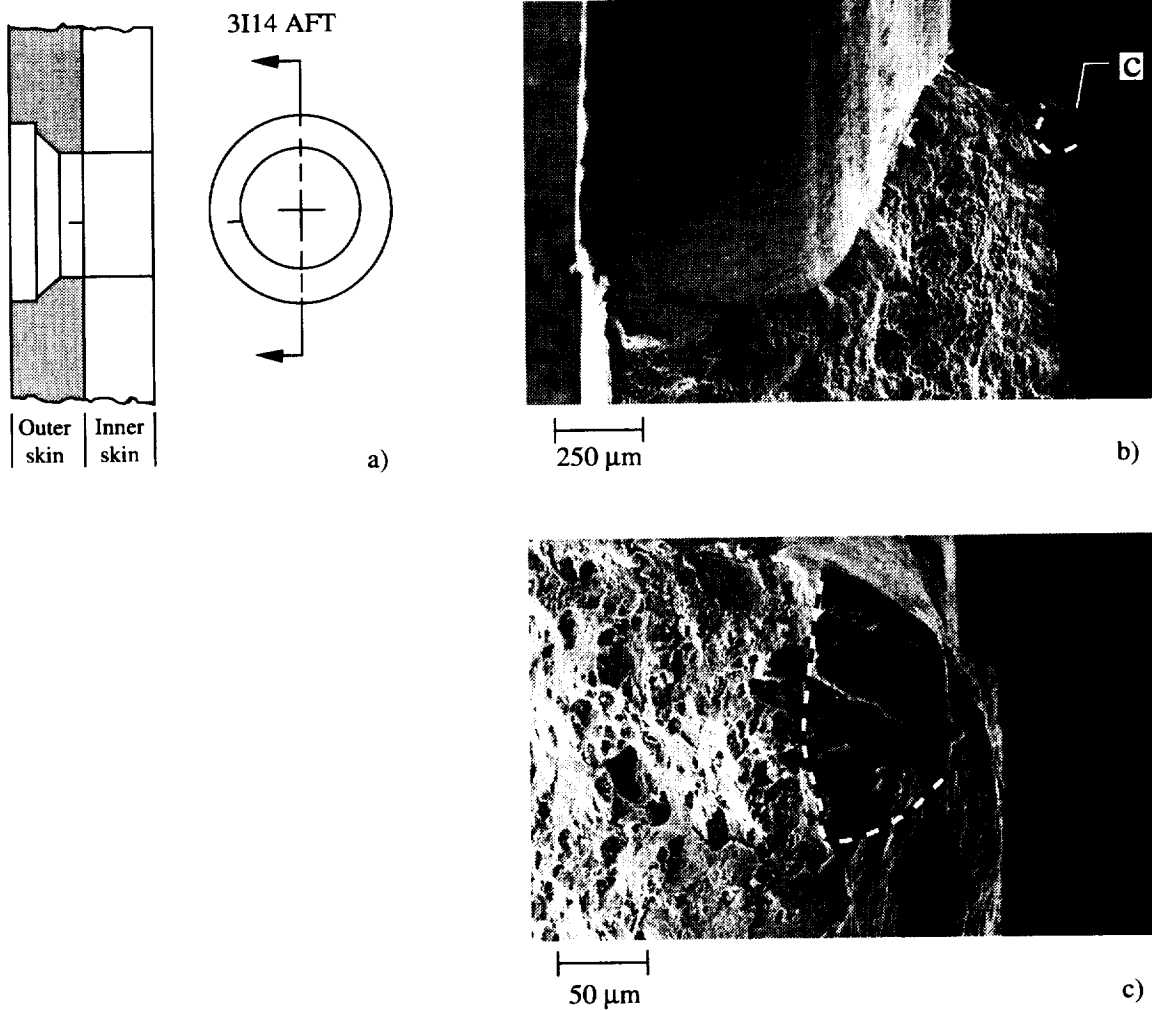 3I14 AFT
Outer skin
Inner skin
a)
C
250 μm
b)
50 μm
c)